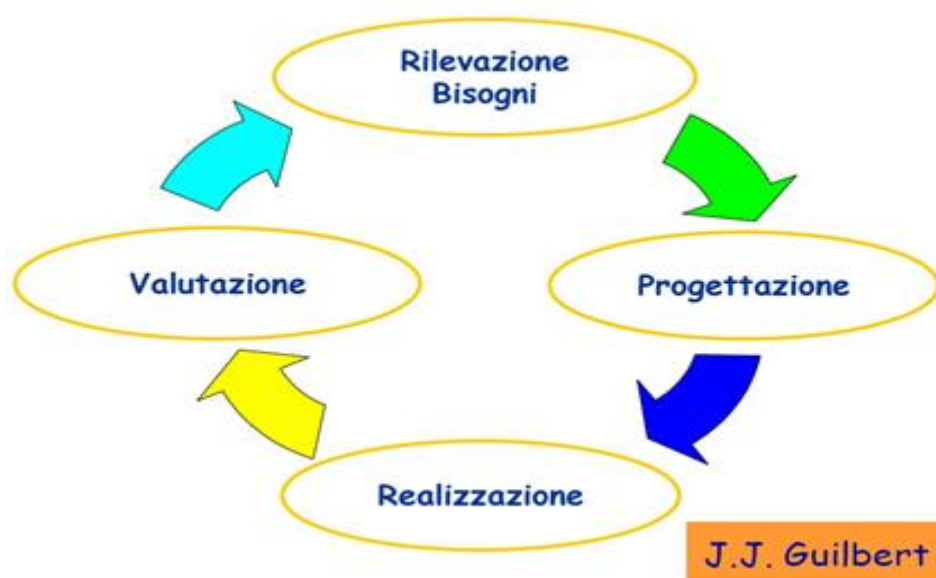 Rilevazione
Bisogni
Valutazione
Progettazione
Realizzazione
J.J. Guilbert